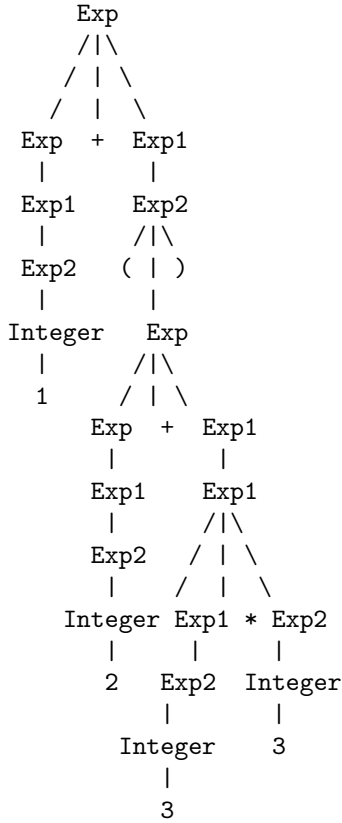 Exp
/|\
/ | \
/ | \
Exp + Exp1
| |
Exp1 Exp2
| /|\
Exp2 ( | )
| |
Integer Exp
| /|\
1 / | \
Exp + Exp1
| |
Exp1 Exp1
| /|\
Exp2 / | \
| / | \
Integer Exp1 * Exp2
| | |
2 Exp2 Integer
| |
Integer 3
|
3